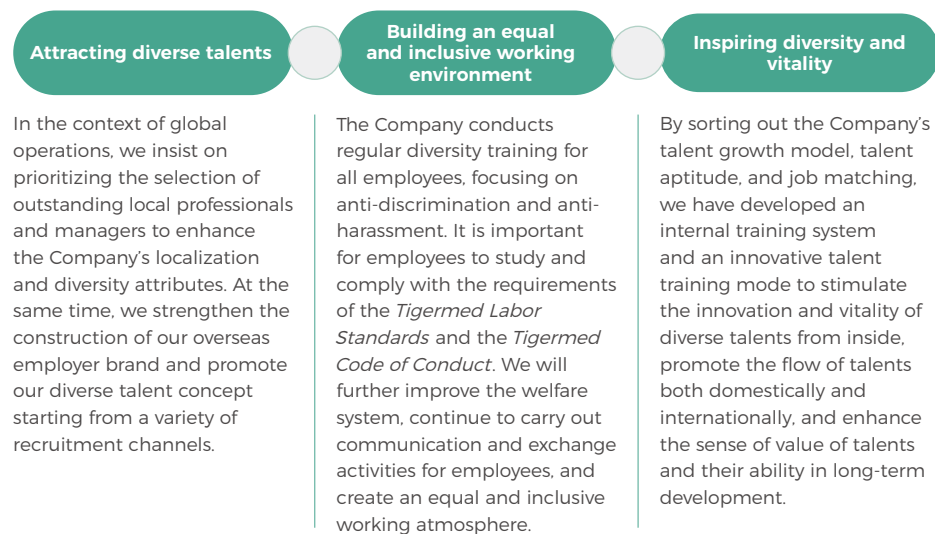 Attracting diverse talents
In the context of global
operations, we insist on
prioritizing the selection of
outstanding local professionals
and managers to enhance
the Company's localization
and diversity attributes. At the
same time, we strengthen the
construction of our overseas
employer brand and promote
our diverse talent concept
starting from a variety of
recruitment channels.
Building an equal
and inclusive working
environment
The Company conducts
regular diversity training for
all employees, focusing on
anti-discrimination and anti-
harassment. It is important
for employees to study and
comply with the requirements
of the Tigermed Labor
Standards and the Tigermed
Code of Conduct. We will
further improve the welfare
system, continue to carry out
communication and exchange
activities for employees, and
create an equal and inclusive
working atmosphere.
Inspiring diversity and
vitality
By sorting out the Company's
talent growth model, talent
aptitude, and job matching,
we have developed an
internal training system
and an innovative talent
training mode to stimulate
the innovation and vitality of
diverse talents from inside,
promote the flow of talents
both domestically and
internationally, and enhance
the sense of value of talents
and their ability in long-term
development.